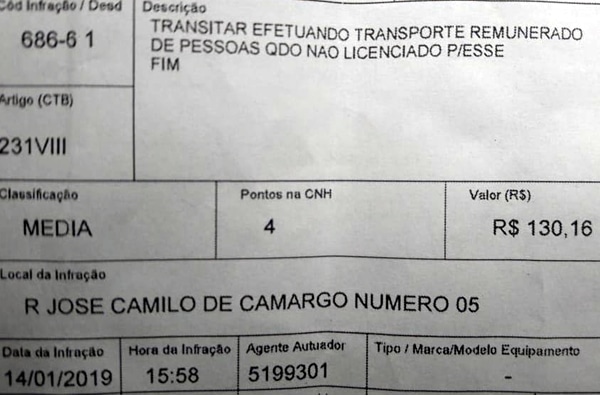 Cód Infração / Desd
686-6 1
Descrição
TRANSITAR EFETUANDO TRANSPORTE REMUNERADO
DE PESSOAS QDO NAO LICENCIADO P/ESSE
FIM
Artigo (CTB)
231VIII
Classificação
MEDIA
Pontos na CNH
4
Valor (R$)
R$ 130,16
Local da Infração
R JOSE CAMILO DE CAMARGO NUMERO 05
Data da Infração
14/01/2019
Hora da Infração
15:58
Agente Autuador
5199301
Tipo / Marca/Modelo Equipamento
-